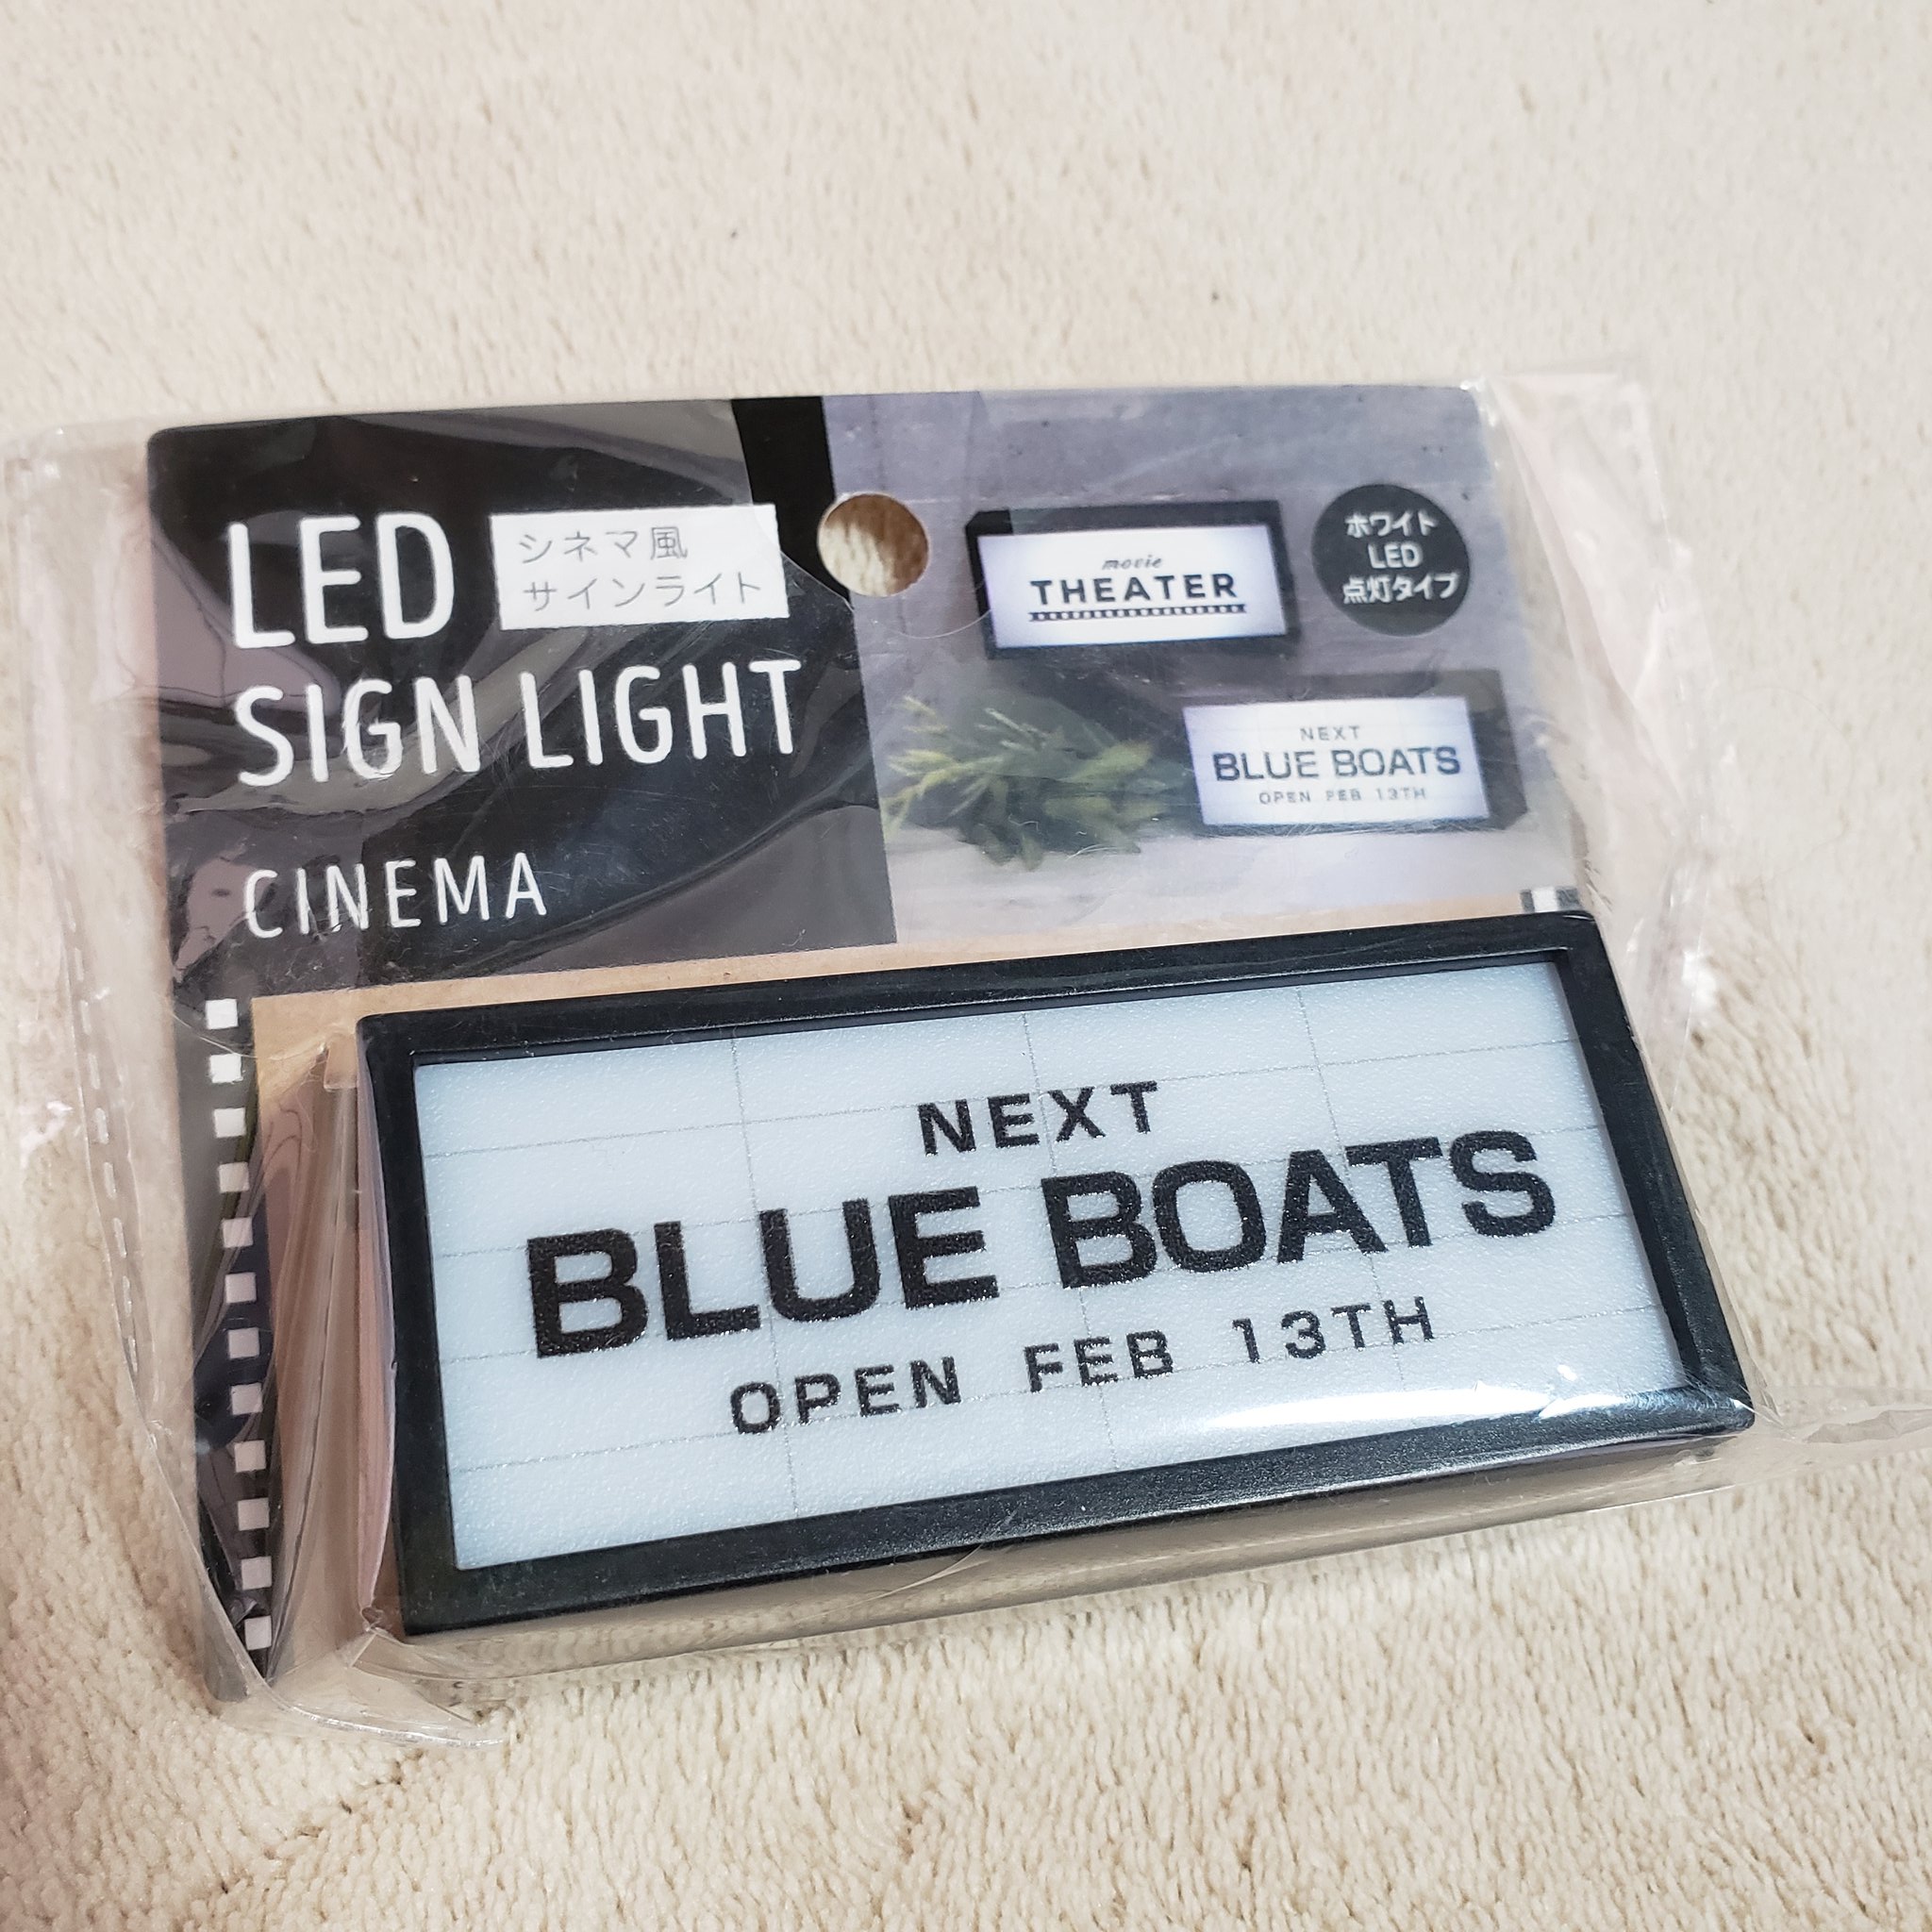 LED
シネマ風
サインライト
SIGN LIGHT
CINEMA
movie
THEATER
ホワイト
LED
点灯タイプ
NEXT
BLUE BOATS
OPEN FEB 13TH
NEXT
BLUE BOATS
OPEN FEB 13TH